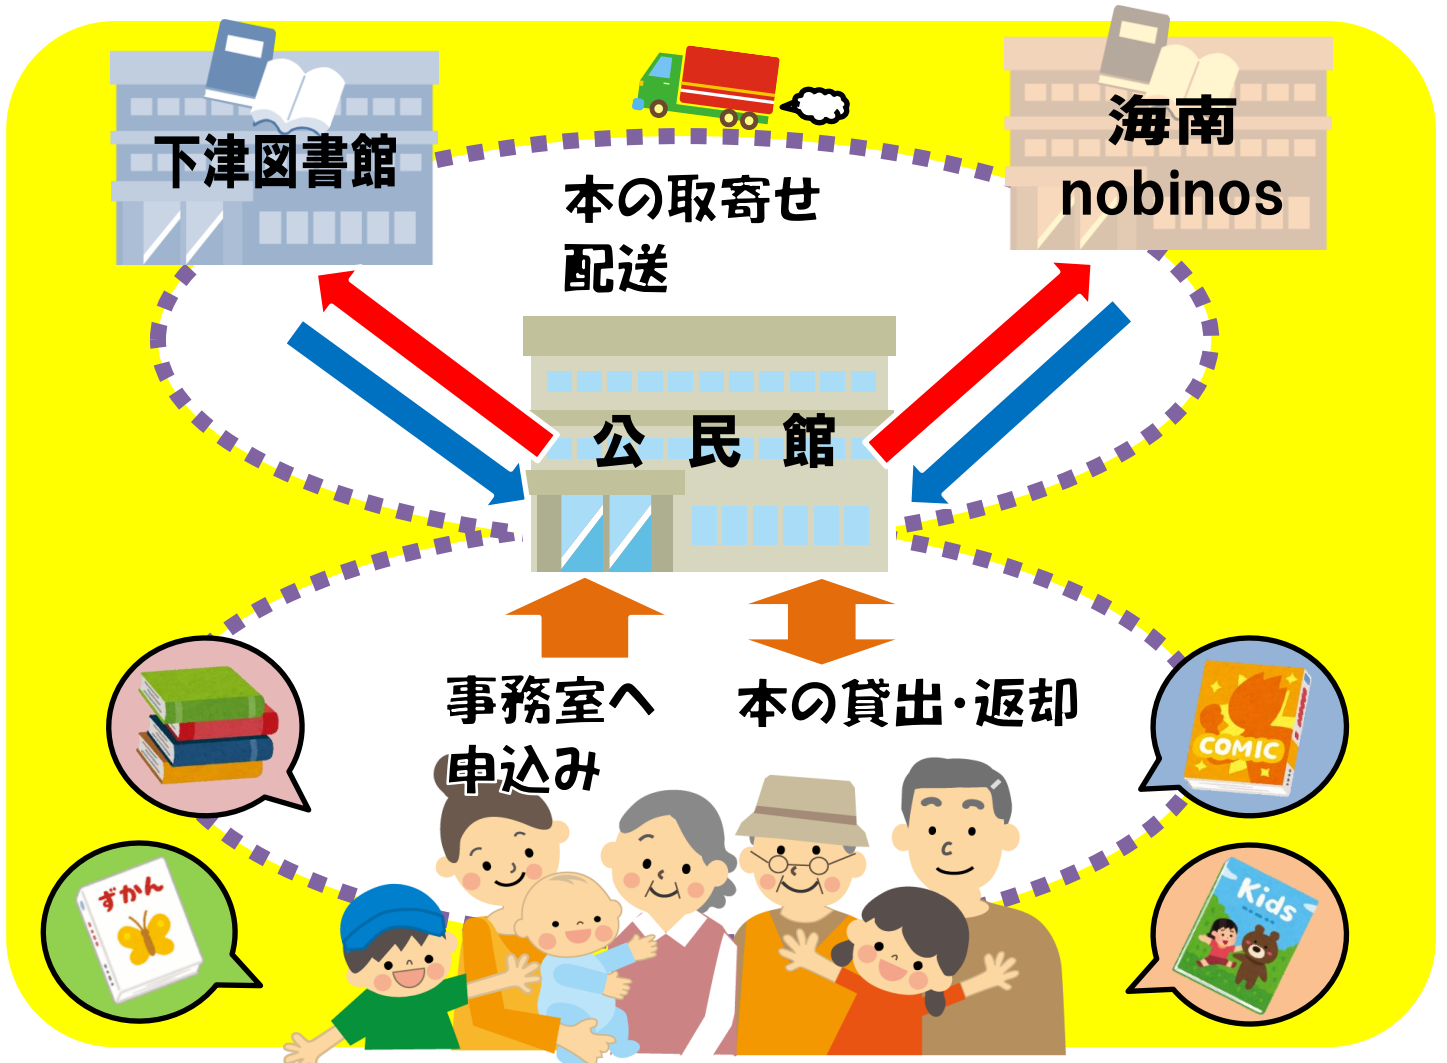 下津図書館
海南
nobinos
本の取寄せ
配送
公民館
事務室へ
申込み
本の貸出・返却
COMIC
ずかん
Kids